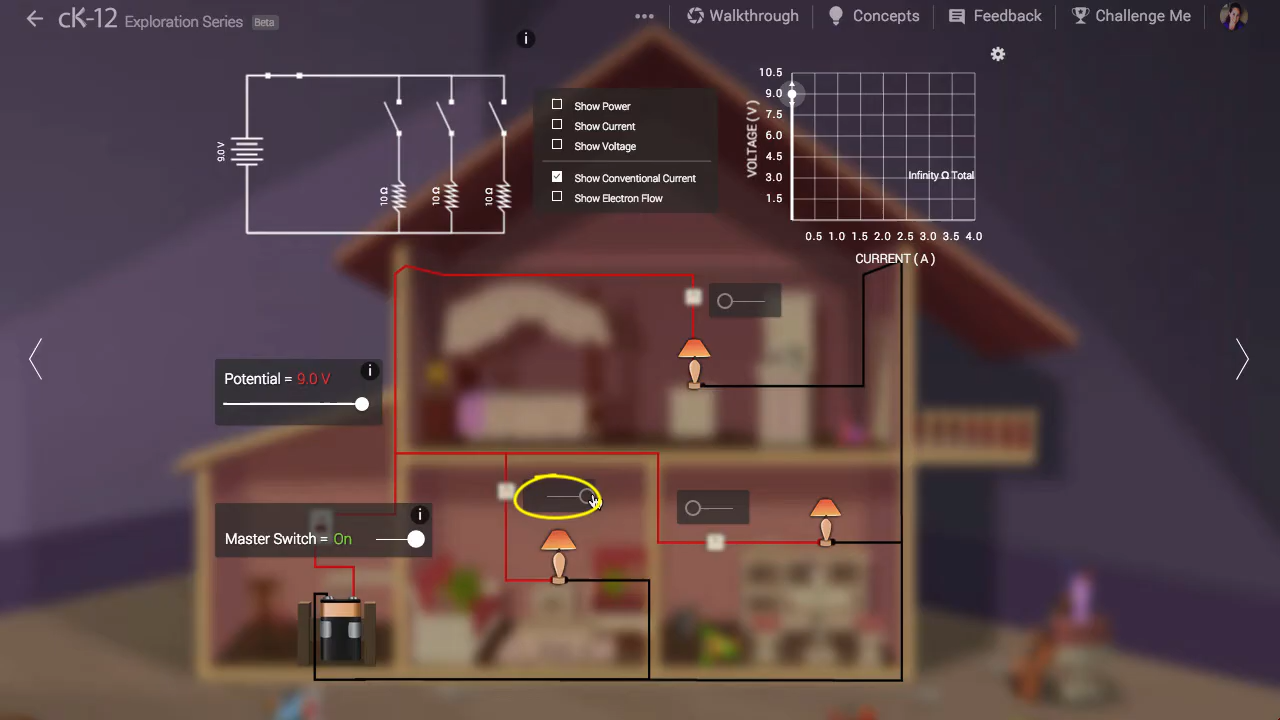 cK-12 Exploration Series Beta
••• Walkthrough Concepts Feedback Challenge Me
i
9.0 V
10 Ω
10 Ω
10 Ω
Show Power
Show Current
Show Voltage
Show Conventional Current
Show Electron Flow
VOLTAGE (V)
10.5
9.0
7.5
6.0
4.5
3.0
1.5
Infinity Ω Total
0.5 1.0 1.5 2.0 2.5 3.0 3.5 4.0
CURRENT (A)
Potential = 9.0 V
i
Master Switch = On
i